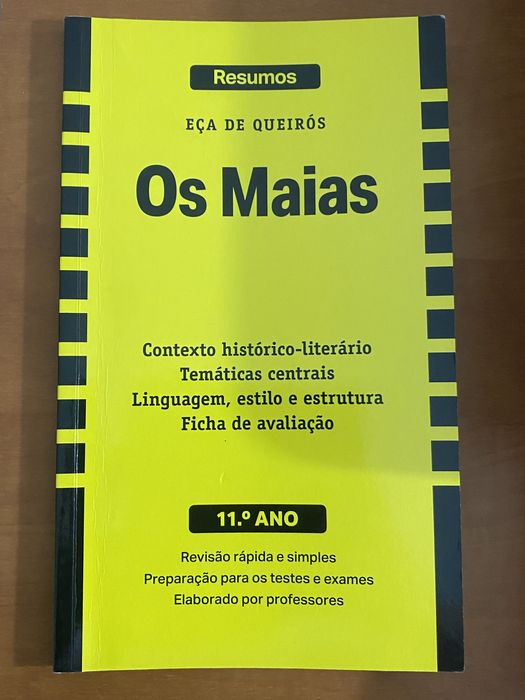 Resumos
EÇA DE QUEIRÓS
Os Maias
Contexto histórico-literário
Temáticas centrais
Linguagem, estilo e estrutura
Ficha de avaliação
11.º ANO
Revisão rápida e simples
Preparação para os testes e exames
Elaborado por professores